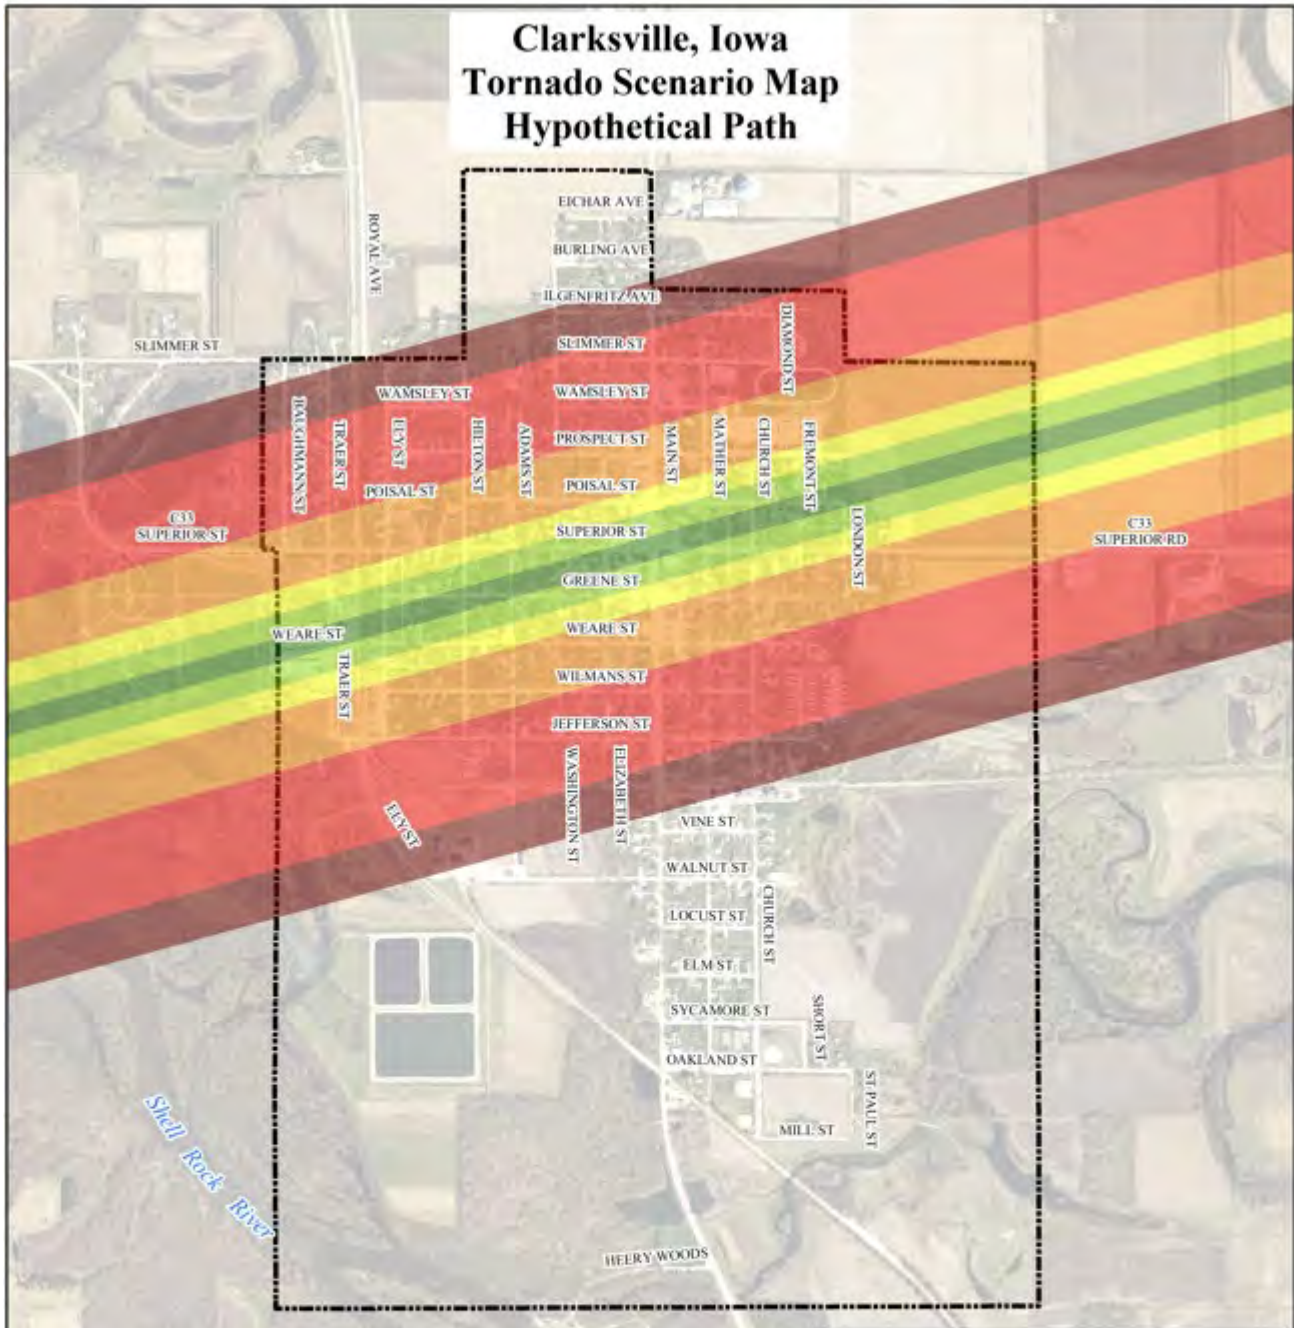 Clarksville, Iowa
Tornado Scenario Map
Hypothetical Path
EICHAR AVE
ROYAL AVE
BURLING AVE
ILGENFRITZ AVE
DIAMOND ST
SLIMMER ST
SLIMMER ST
WAMSLEY ST
WAMSLEY ST
BAUGHMANS ST
TRAER ST
ELY ST
HILTON ST
ADAMS ST
PROSPECT ST
MAIN ST
MATHER ST
CHURCH ST
FREMONT ST
POISAL ST
POISAL ST
C33
SUPERIOR ST
SUPERIOR ST
LONDON ST
C33
SUPERIOR RD
GREENE ST
WEARE ST
WEARE ST
TRAER ST
WILMANS ST
JEFFERSON ST
WASHINGTON ST
ELIZABETH ST
ELY ST
VINE ST
WALNUT ST
CHURCH ST
LOCUST ST
ELM ST
SYCAMORE ST
SHORT ST
OAKLAND ST
ST PAUL ST
MILL ST
Shell Rock River
HEERY WOODS